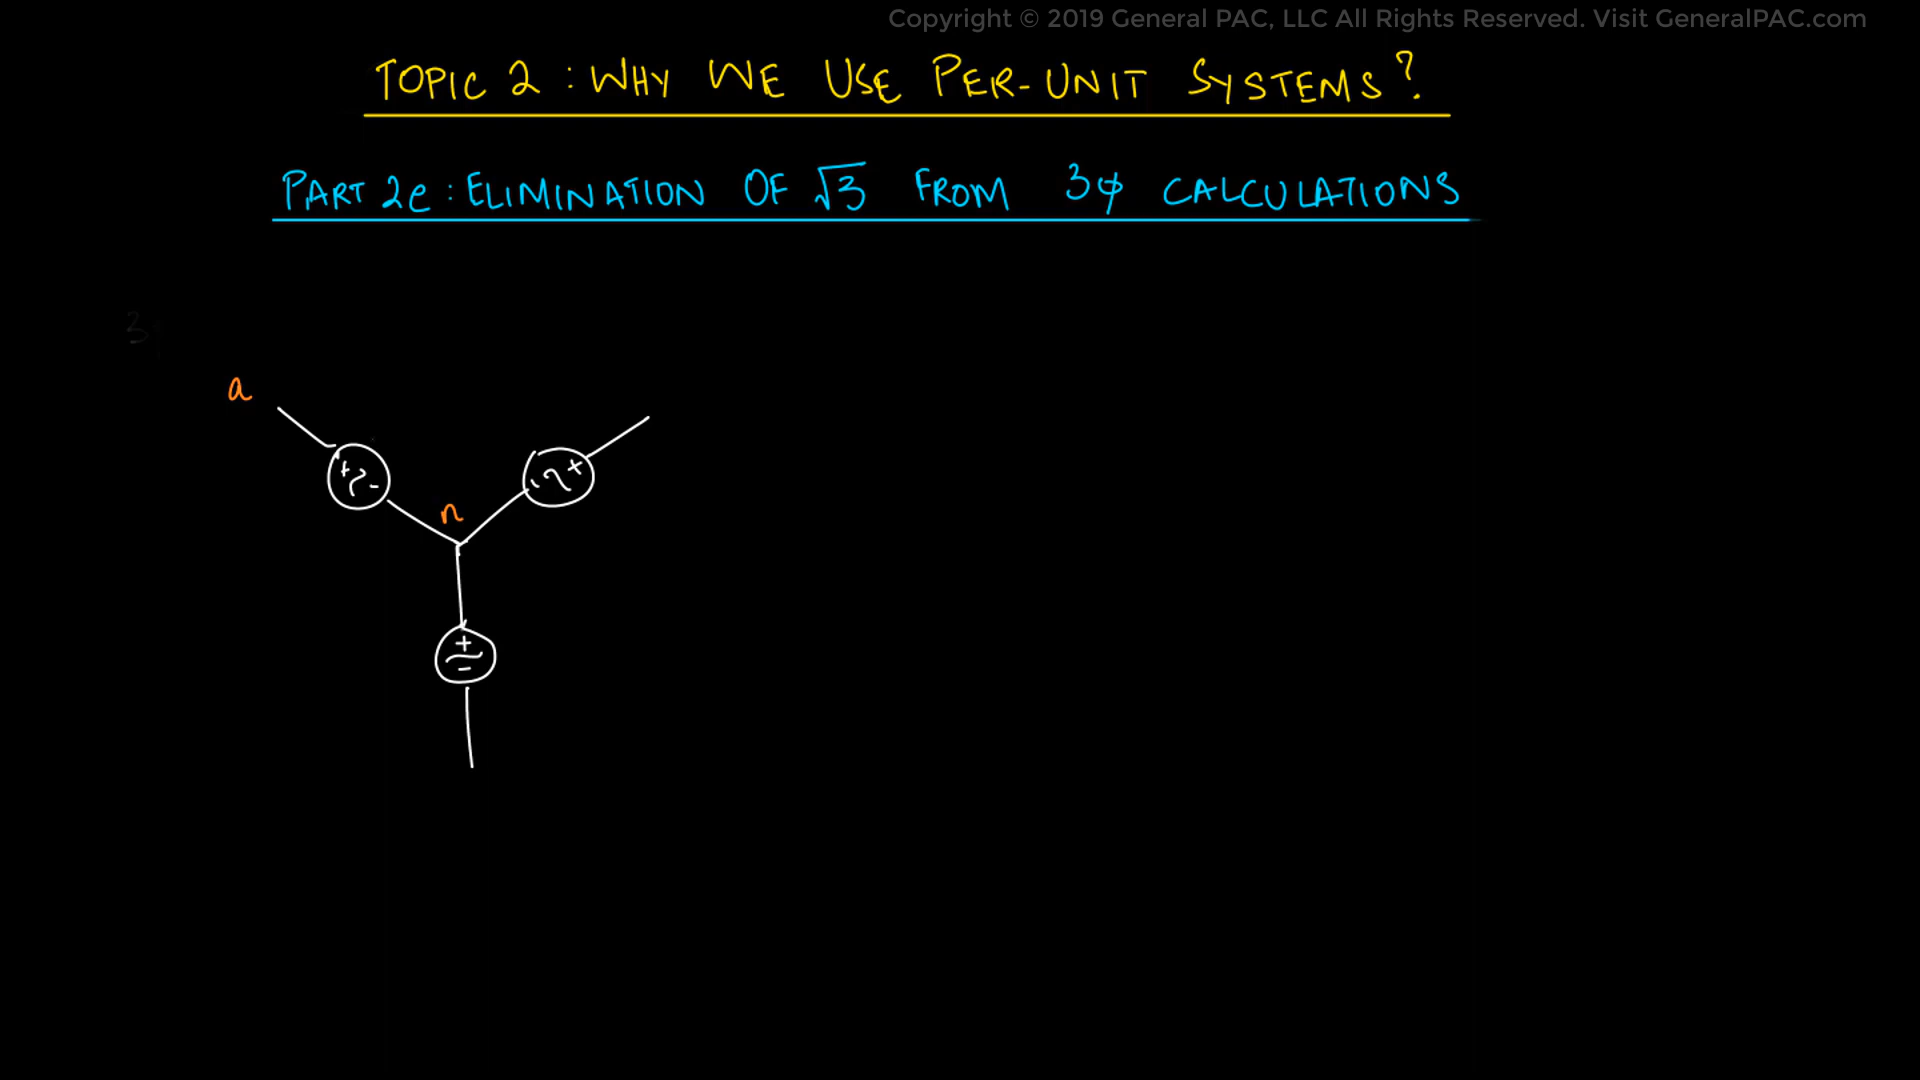 Copyright © 2019 General PAC, LLC All Rights Reserved. Visit GeneralPAC.com
TOPIC 2 : WHY WE USE PER-UNIT SYSTEMS?
PART 2e : ELIMINATION OF √3 FROM 3φ CALCULATIONS
3
a
+ ~ -
- ~ +
n
+
~
-